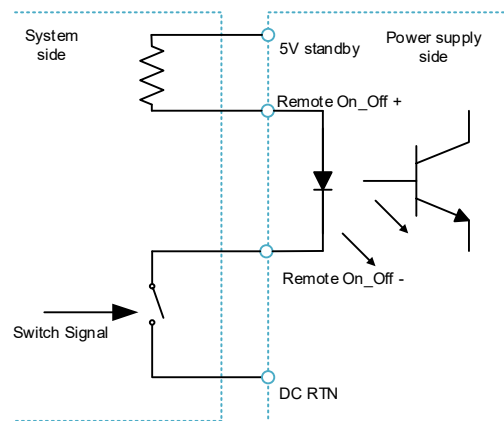 System
side
5V standby
Power supply
side
Remote On_Off +
Remote On_Off -
Switch Signal
DC RTN